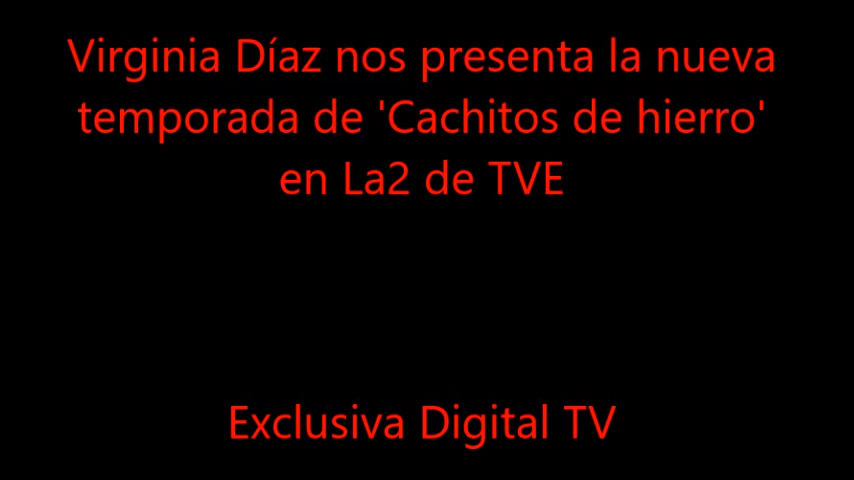 Virginia Díaz nos presenta la nueva
temporada de 'Cachitos de hierro'
en La2 de TVE
Exclusiva Digital TV